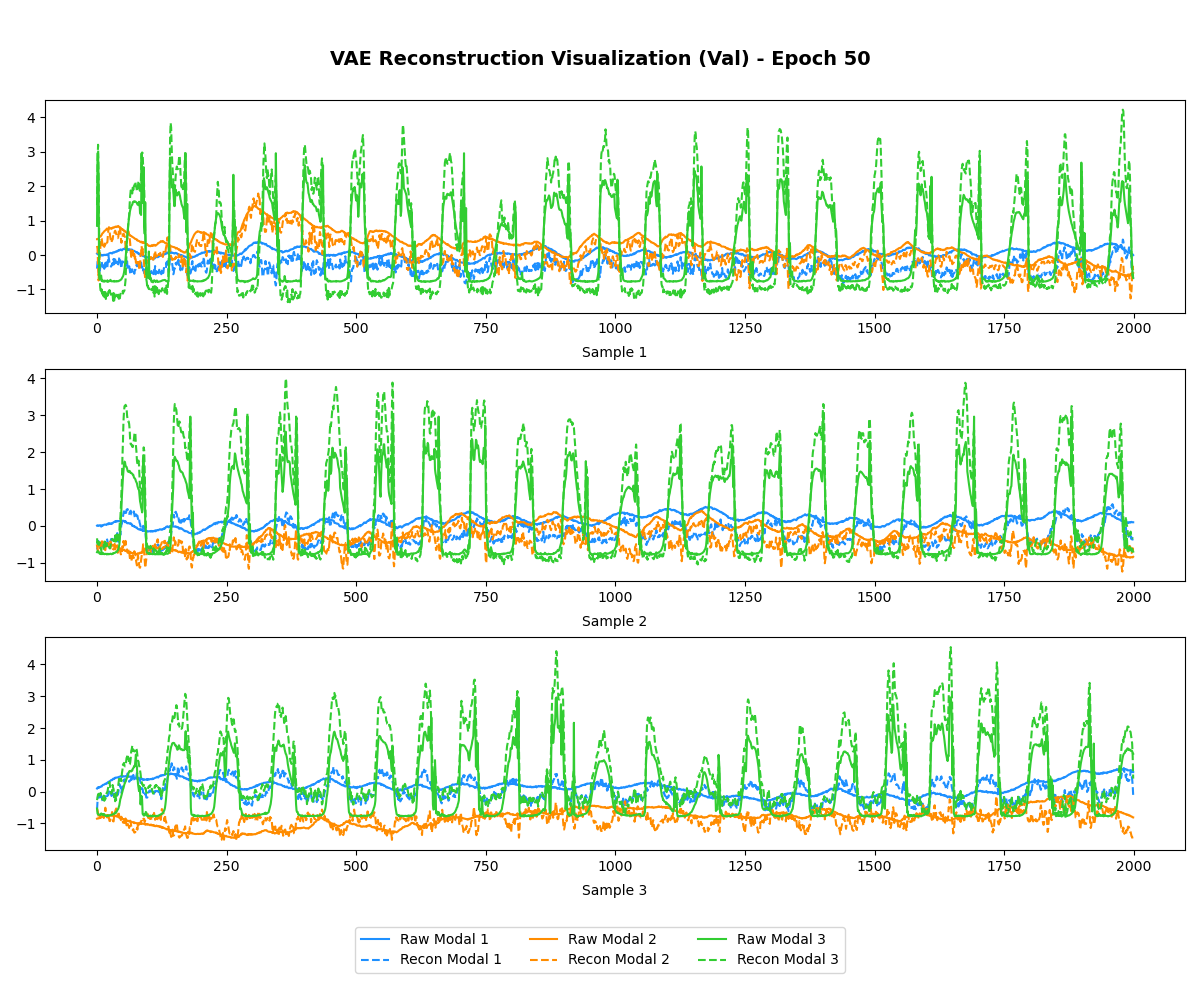 VAE Reconstruction Visualization (Val) - Epoch 50
4
3
2
1
0
−1
0 250 500 750 1000 1250 1500 1750 2000
Sample 1
4
3
2
1
0
−1
0 250 500 750 1000 1250 1500 1750 2000
Sample 2
4
3
2
1
0
−1
0 250 500 750 1000 1250 1500 1750 2000
Sample 3
Raw Modal 1 Raw Modal 2 Raw Modal 3
Recon Modal 1 Recon Modal 2 Recon Modal 3